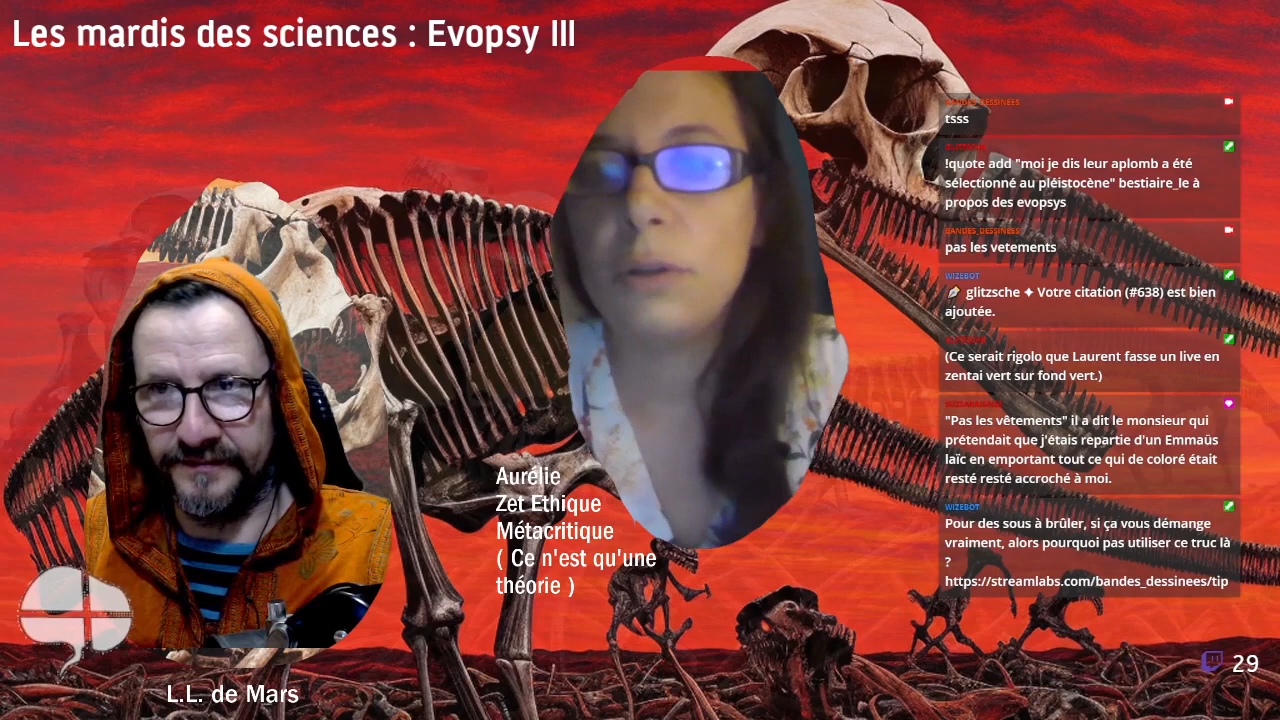 Les mardis des sciences : Evopsy III
BANDES_DESSINEES
tsss
!quote add "moi je dis leur aplomb a été
sélectionné au pléistocène" bestiaire_le à
propos des evopsys
BANDES_DESSINEES
pas les vetements
WIZEBOT
glitzsche ✦ Votre citation (#638) est bien
ajoutée.
(Ce serait rigolo que Laurent fasse un live en
zentai vert sur fond vert.)
"Pas les vêtements" il a dit le monsieur qui
prétendait que j'étais repartie d'un Emmaüs
laïc en emportant tout ce qui de coloré était
resté resté accroché à moi.
WIZEBOT
Pour des sous à brûler, si ça vous démange
vraiment, alors pourquoi pas utiliser ce truc là
?
https://streamlabs.com/bandes_dessinees/tip
Aurélie
Zet Ethique
Métacritique
( Ce n'est qu'une
théorie )
29
L.L. de Mars